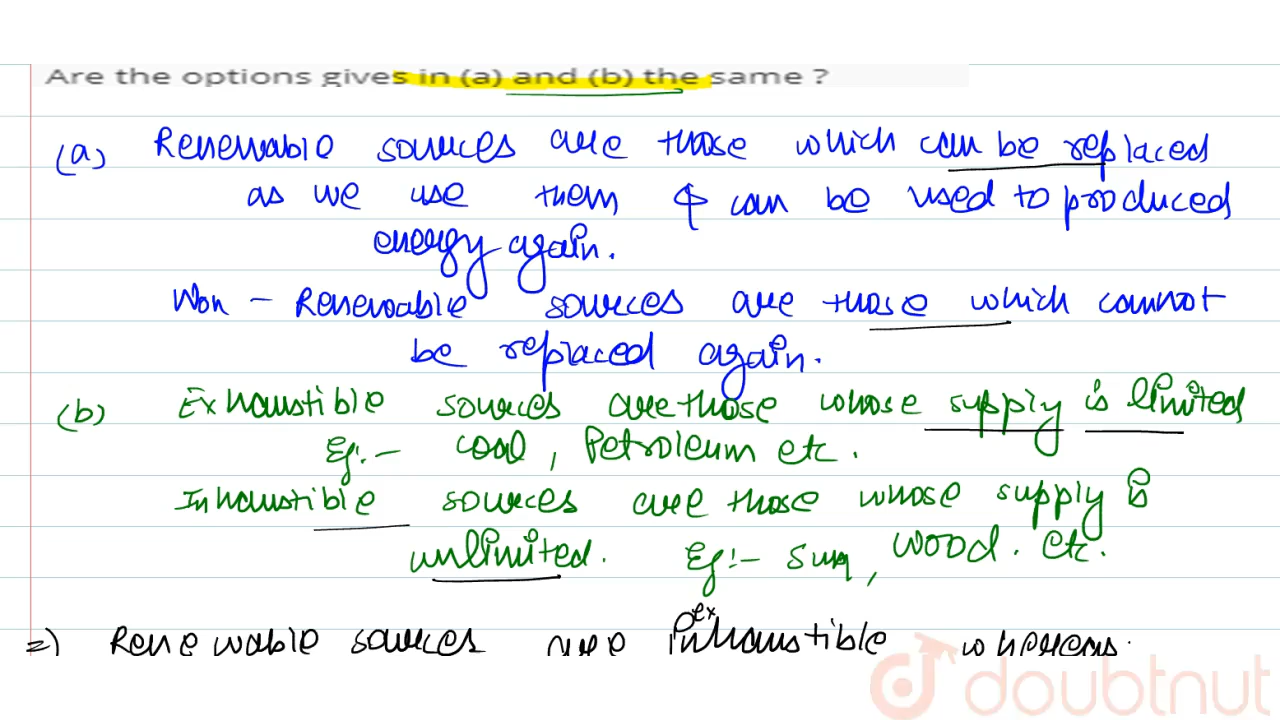 Are the options gives in (a) and (b) the same ?
(a) Renewable sources are those which can be replaced
as we use them & can be used to produced
energy again.
Non - Renewable sources are those which cannot
be replaced again.
(b) Exhaustible sources are those whose supply is limited
Eg:- coal, Petroleum etc.
Inhaustible sources are those whose supply is
unlimited. Eg:- Sun, wood. etc.
ex
=) Renewable sources are inhaustible whereas
doubtnut